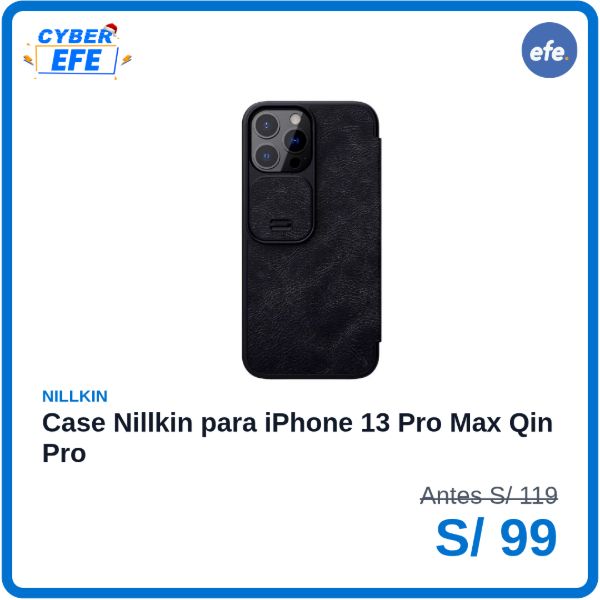 CYBER
EFE
efe.
NILLKIN
Case Nillkin para iPhone 13 Pro Max Qin
Pro
Antes S/ 119
S/ 99